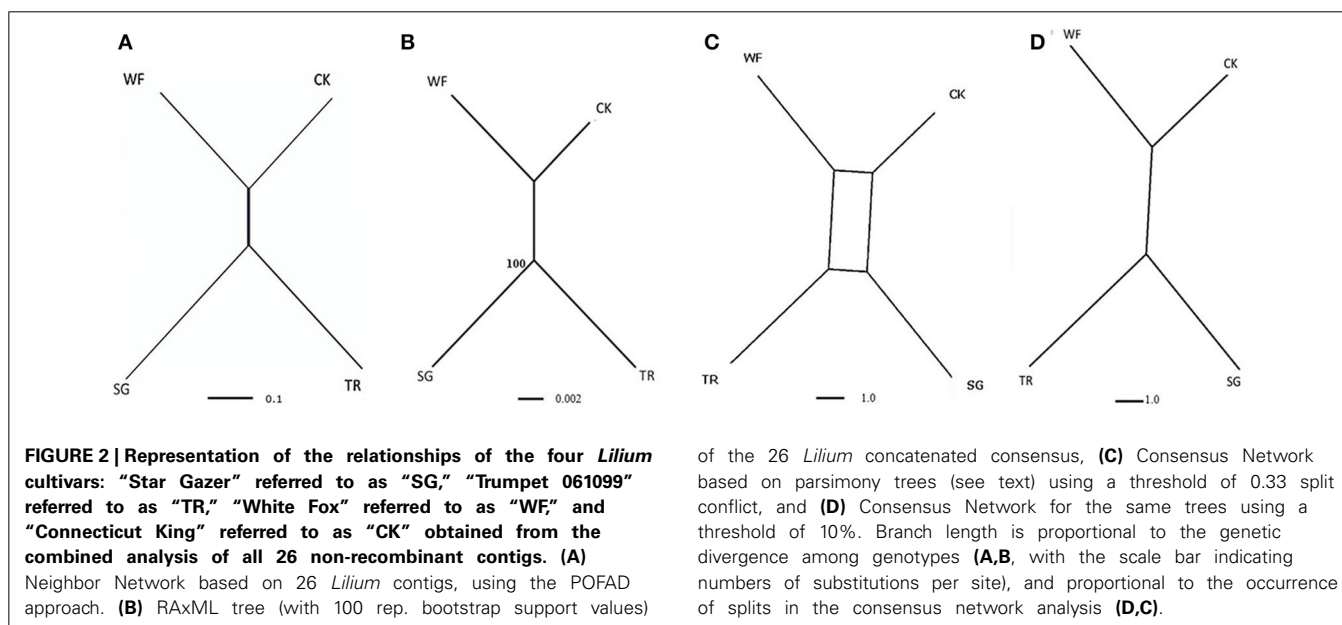 A
B
C
D
WF
CK
SG
TR
0.1
WF
CK
100
SG
TR
0.002
WF
CK
TR
SG
1.0
WF
CK
TR
SG
1.0
FIGURE 2 | Representation of the relationships of the four Lilium
cultivars: “Star Gazer” referred to as “SG,” “Trumpet 061099”
referred to as “TR,” “White Fox” referred to as “WF,” and
“Connecticut King” referred to as “CK” obtained from the
combined analysis of all 26 non-recombinant contigs. (A)
Neighbor Network based on 26 Lilium contigs, using the POFAD
approach. (B) RAxML tree (with 100 rep. bootstrap support values)
of the 26 Lilium concatenated consensus, (C) Consensus Network
based on parsimony trees (see text) using a threshold of 0.33 split
conflict, and (D) Consensus Network for the same trees using a
threshold of 10%. Branch length is proportional to the genetic
divergence among genotypes (A,B, with the scale bar indicating
numbers of substitutions per site), and proportional to the occurrence
of splits in the consensus network analysis (D,C).